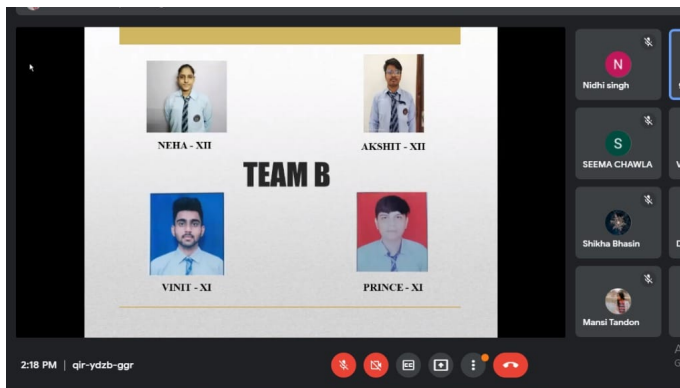 NEHA - XII
AKSHIT - XII
TEAM B
VINIT - XI
PRINCE - XI
N
Nidhi singh
S
SEEMA CHAWLA
Shikha Bhasin
Mansi Tandon
2:18 PM | qir-ydzb-ggr
CC